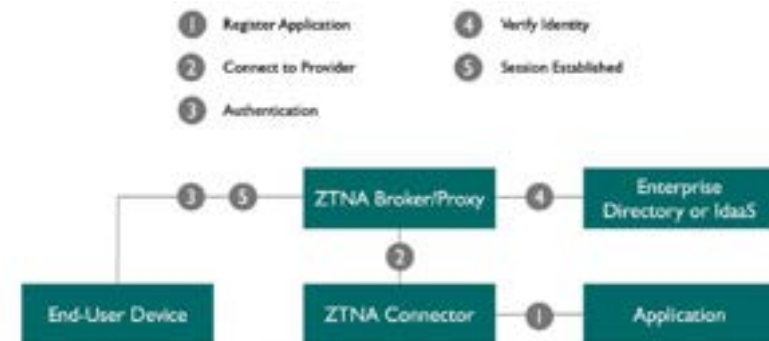 1 Register Application
2 Connect to Provider
3 Authentication
4 Verify Identity
5 Session Established
3 5 ZTNA Broker/Proxy 4 Enterprise
Directory or IdaaS
2
End-User Device ZTNA Connector 1 Application